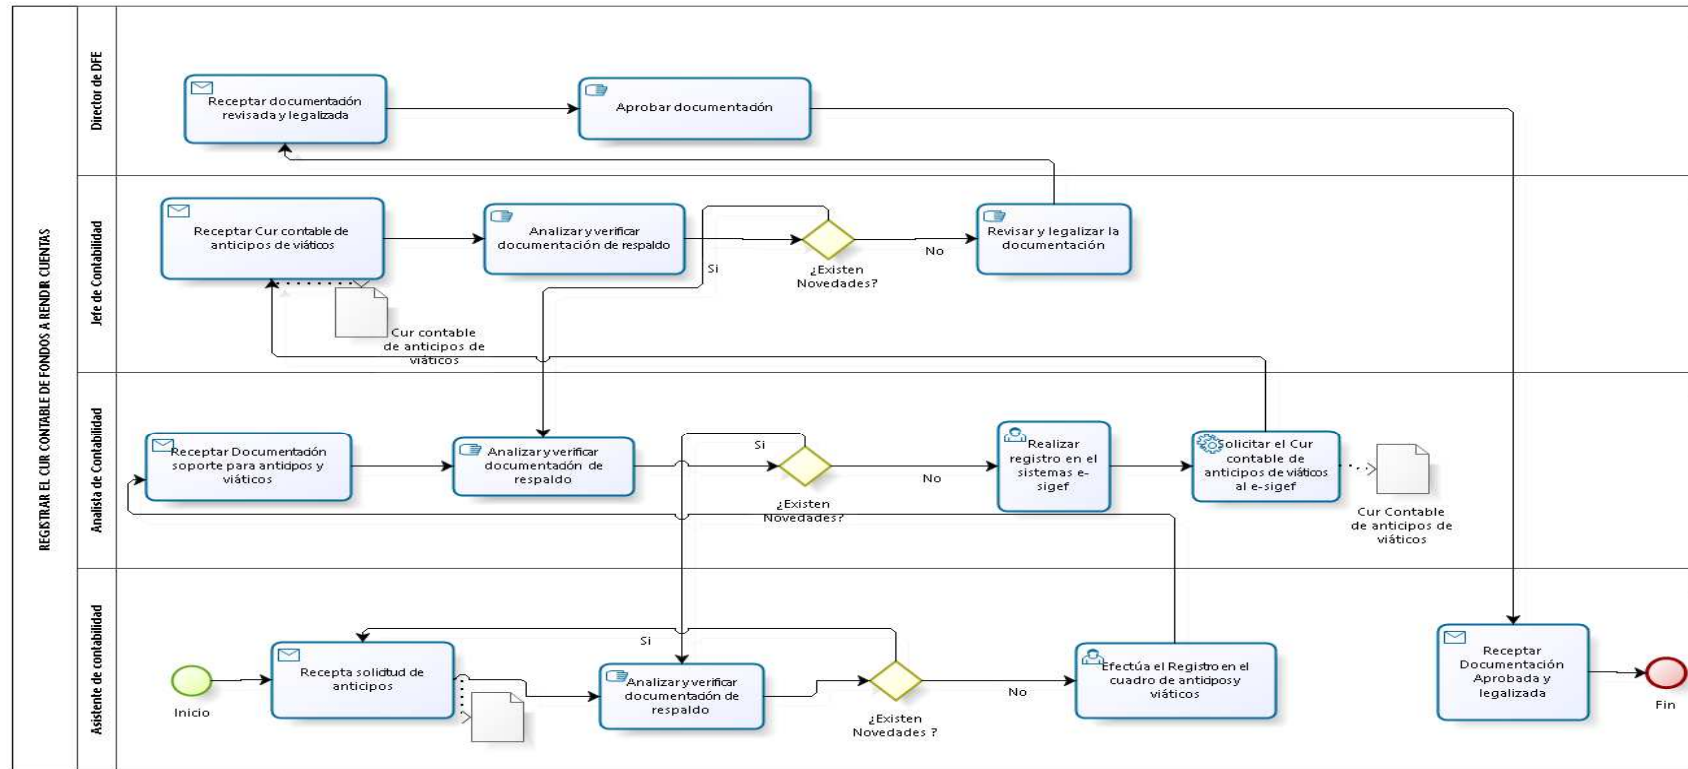 REGISTRAR EL CUR CONTABLE DE FONDOS A RENDIR CUENTAS
Director de DFE
Receptar documentación
revisada y legalizada
Aprobar documentación
Jefe de Contabilidad
Receptar Cur contable de
anticipos de viáticos
Analizar y verificar
documentación de respaldo
Si
¿Existen
Novedades?
No
Revisar y legalizar la
documentación
Cur contable
de anticipos de
viáticos
Analista de Contabilidad
Receptar Documentación
soporte para anticipos y
viáticos
Analizar y verificar
documentación de
respaldo
Si
¿Existen
Novedades?
No
Realizar
registro en el
sistemas e-
sigef
Solicitar el Cur
contable de
anticipos de viáticos
al e-sigef
Cur Contable
de anticipos de
viáticos
Asistente de contabilidad
Inicio
Recepta solicitud de
anticipos
Si
Analizar y verificar
documentación de
respaldo
¿Existen
Novedades ?
No
Efectúa el Registro en el
cuadro de anticipos y
viáticos
Receptar
Documentación
Aprobada y
legalizada
Fin